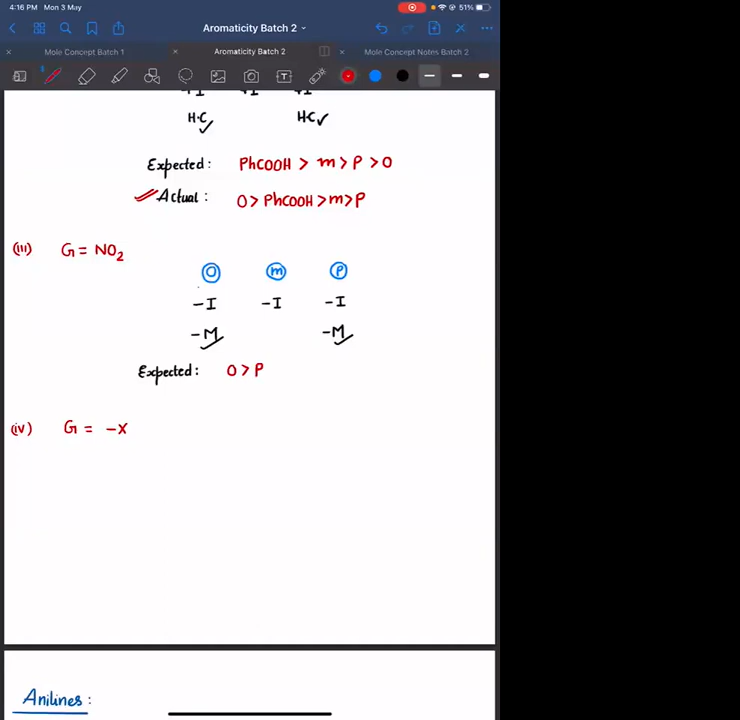 4:16 PM Mon 3 May 51%
Aromaticity Batch 2
Mole Concept Batch 1 Aromaticity Batch 2 Mole Concept Notes Batch 2
+I +I
H·C H·C
Expected: PhCOOH > m > P > O
Actual: O > PhCOOH > m > P
(iii) G = NO2
O m P
-I -I -I
-M -M
Expected: O > P
(iv) G = -X
Anilines: